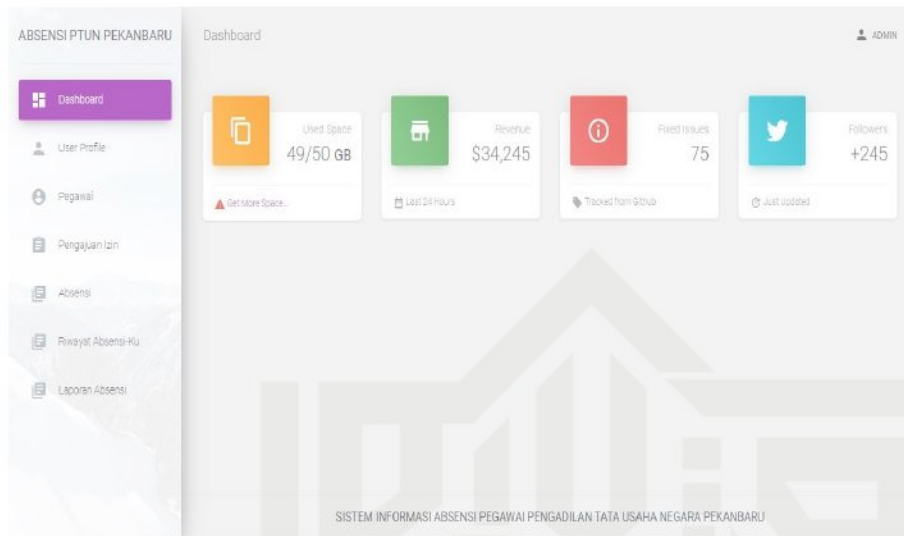 ABSENSI PTUN PEKANBARU
Dashboard
ADMIN
Dashboard
User Profile
Pegawai
Pengajuan Izin
Absensi
Riwayat Absensi-Ku
Laporan Absensi
Used Space
49/50 GB
Get More Space...
Revenue
$34,245
Last 24 Hours
Fixed Issues
75
Tracked from Github
Followers
+245
Just Updated
SISTEM INFORMASI ABSENSI PEGAWAI PENGADILAN TATA USAHA NEGARA PEKANBARU